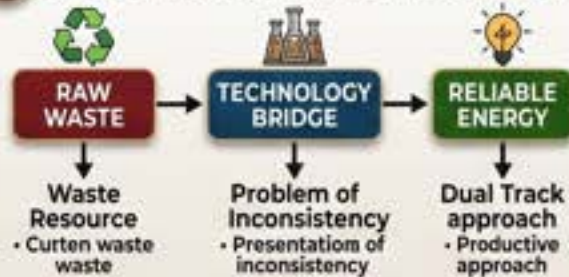 RAW
WASTE
TECHNOLOGY
BRIDGE
RELIABLE
ENERGY
Waste
Resource
• Curten waste
waste
Problem of
Inconsistency
• Presentatiom of
inconsistency
Dual Track
approach
• Productive
approach